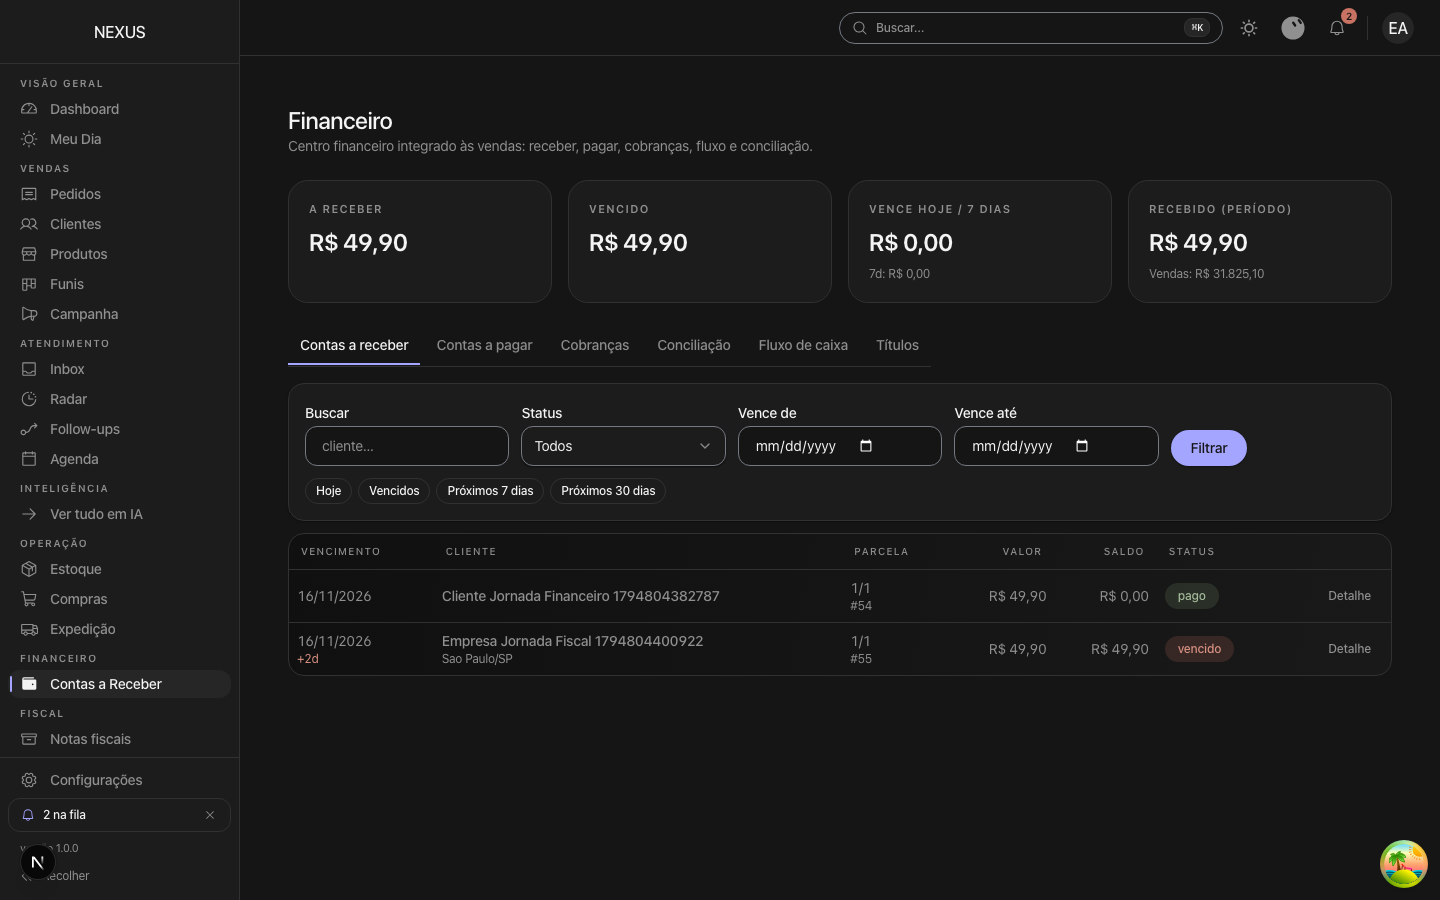 NEXUS
Buscar...
⌘K
2
EA
VISÃO GERAL
Dashboard
Meu Dia
VENDAS
Pedidos
Clientes
Produtos
Funis
Campanha
ATENDIMENTO
Inbox
Radar
Follow-ups
Agenda
INTELIGÊNCIA
Ver tudo em IA
OPERAÇÃO
Estoque
Compras
Expedição
FINANCEIRO
Contas a Receber
FISCAL
Notas fiscais
Configurações
2 na fila
1.0.0
N
Financeiro
Centro financeiro integrado às vendas: receber, pagar, cobranças, fluxo e conciliação.
A RECEBER
R$ 49,90
VENCIDO
R$ 49,90
VENCE HOJE / 7 DIAS
R$ 0,00
7d: R$ 0,00
RECEBIDO (PERÍODO)
R$ 49,90
Vendas: R$ 31.825,10
Contas a receber Contas a pagar Cobranças Conciliação Fluxo de caixa Títulos
Buscar Status Vence de Vence até
cliente... Todos mm/dd/yyyy mm/dd/yyyy Filtrar
Hoje Vencidos Próximos 7 dias Próximos 30 dias
VENCIMENTO CLIENTE PARCELA VALOR SALDO STATUS
16/11/2026 Cliente Jornada Financeiro 1794804382787 1/1 R$ 49,90 R$ 0,00 pago Detalhe
#54
16/11/2026 Empresa Jornada Fiscal 1794804400922 1/1 R$ 49,90 R$ 49,90 vencido Detalhe
+2d Sao Paulo/SP #55